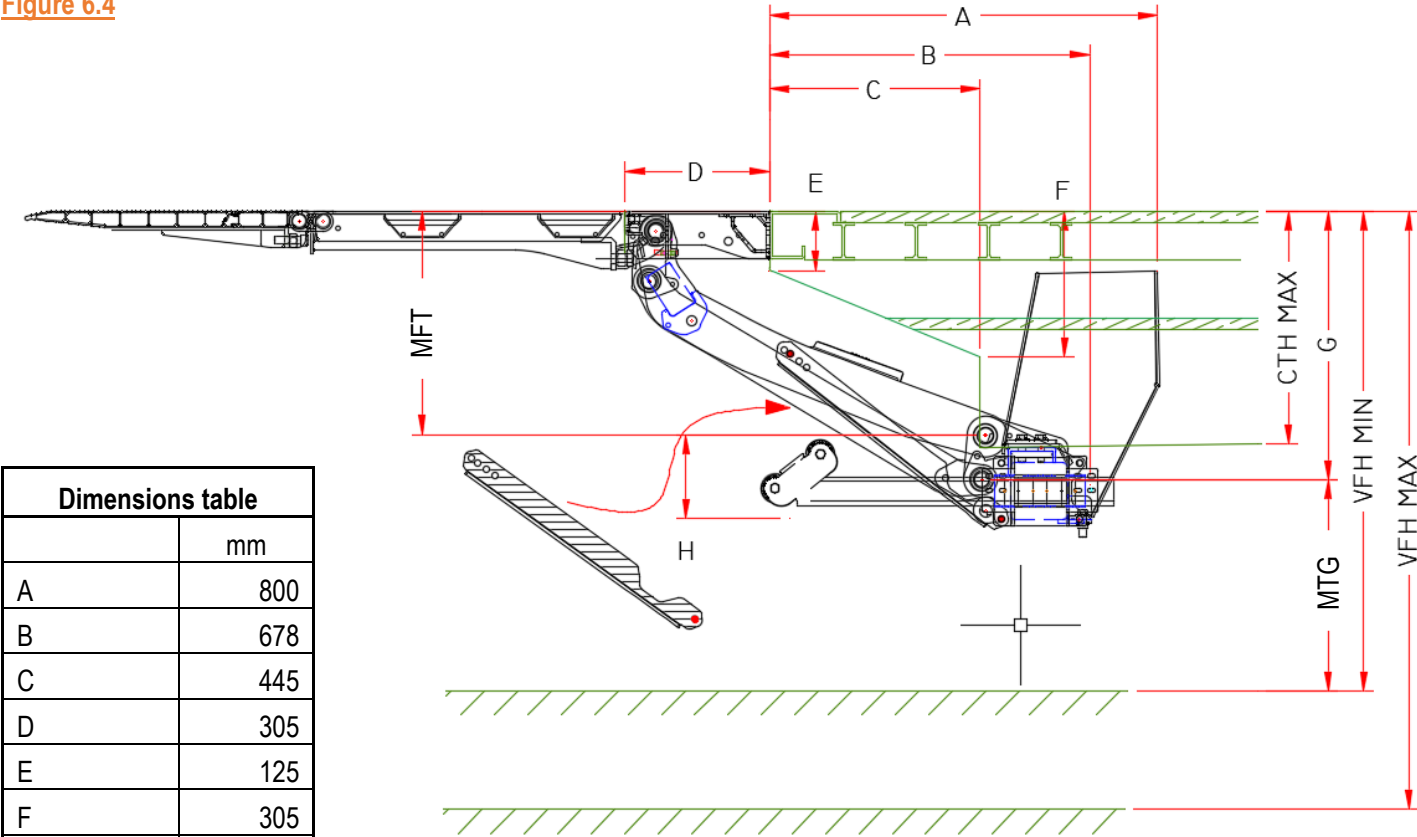 Figure 6.4
A
B
C
D
E
F
MFT
CTH MAX
G
VFH MIN
VFH MAX
MTG
H
Dimensions table
mm
A 800
B 678
C 445
D 305
E 125
F 305